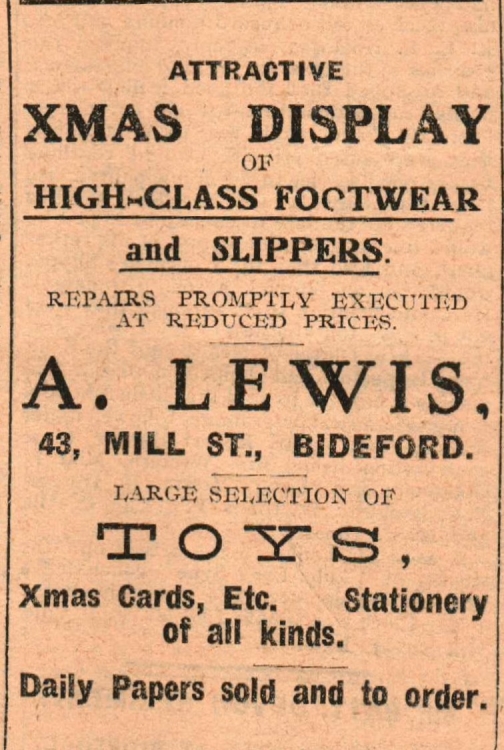 ATTRACTIVE
XMAS DISPLAY
OF
HIGH-CLASS FOOTWEAR
and SLIPPERS.
REPAIRS PROMPTLY EXECUTED
AT REDUCED PRICES.
A. LEWIS,
43, MILL ST., BIDEFORD.
LARGE SELECTION OF
TOYS,
Xmas Cards, Etc. Stationery
of all kinds.
Daily Papers sold and to order.